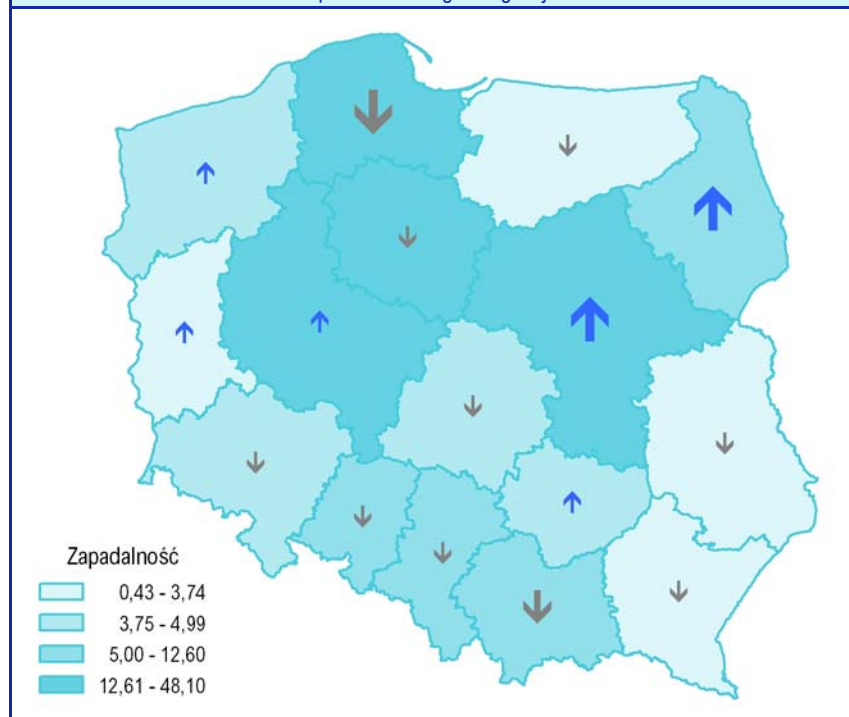 Zapadalność
0,43 - 3,74
3,75 - 4,99
5,00 - 12,60
12,61 - 48,10